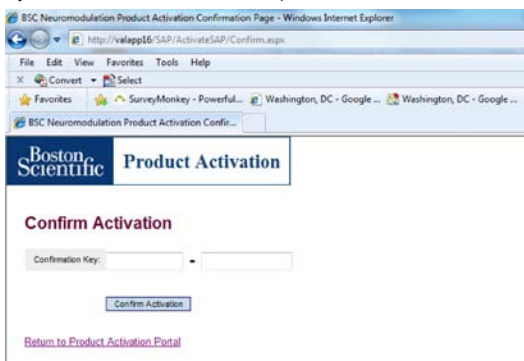 BSC Neuromodulation Product Activation Confirmation Page - Windows Internet Explorer
http://valapp16/SAP/ActivateSAP/Confirm.aspx
File Edit View Favorites Tools Help
x Convert Select
Favorites SurveyMonkey - Powerful... Washington, DC - Google ... Washington, DC - Google ...
BSC Neuromodulation Product Activation Confir...
Boston Scientific Product Activation
Confirm Activation
Confirmation Key: -
Confirm Activation
Return to Product Activation Portal